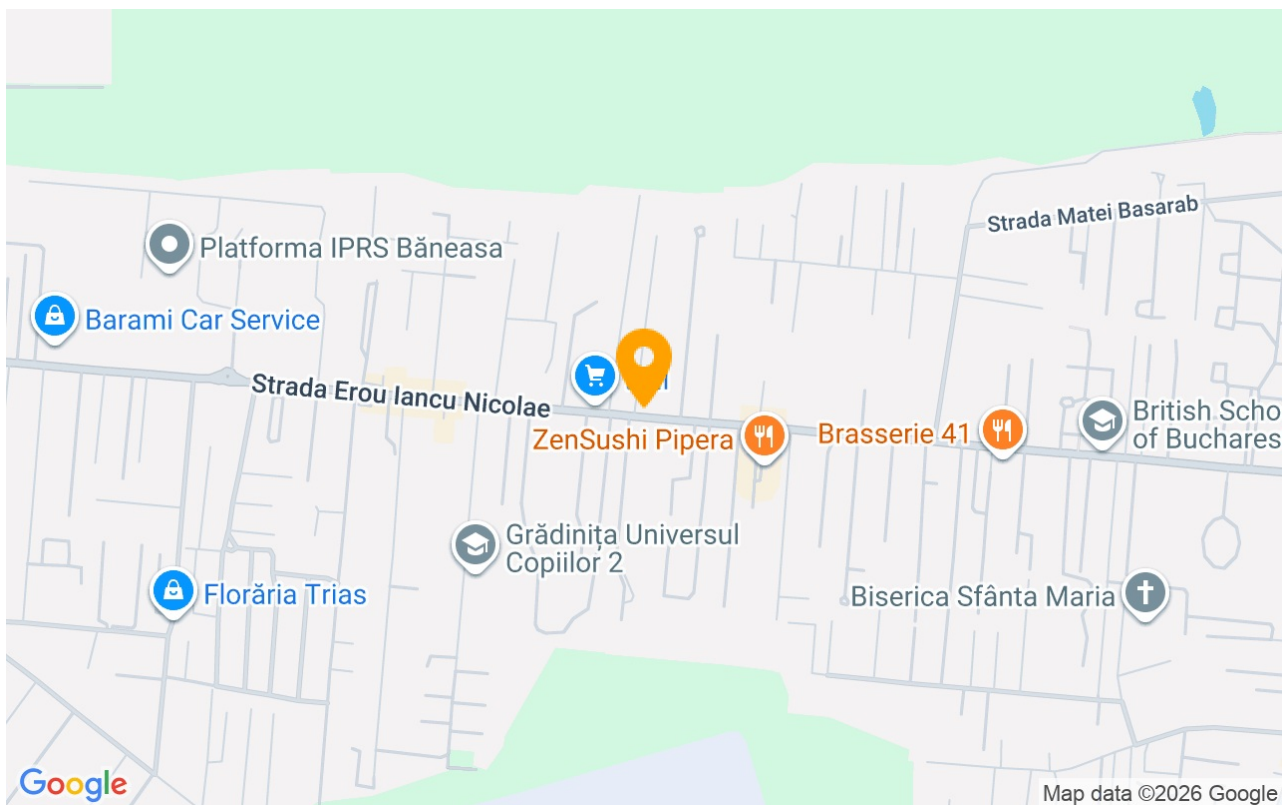 Strada Matei Basarab
Platforma IPRS Băneasa
Barami Car Service
Strada Erou Iancu Nicolae
ZenSushi Pipera
Brasserie 41
British Scho
of Buchares
Grădinița Universul
Copiilor 2
Florăria Trias
Biserica Sfânta Maria
Google
Map data ©2026 Google